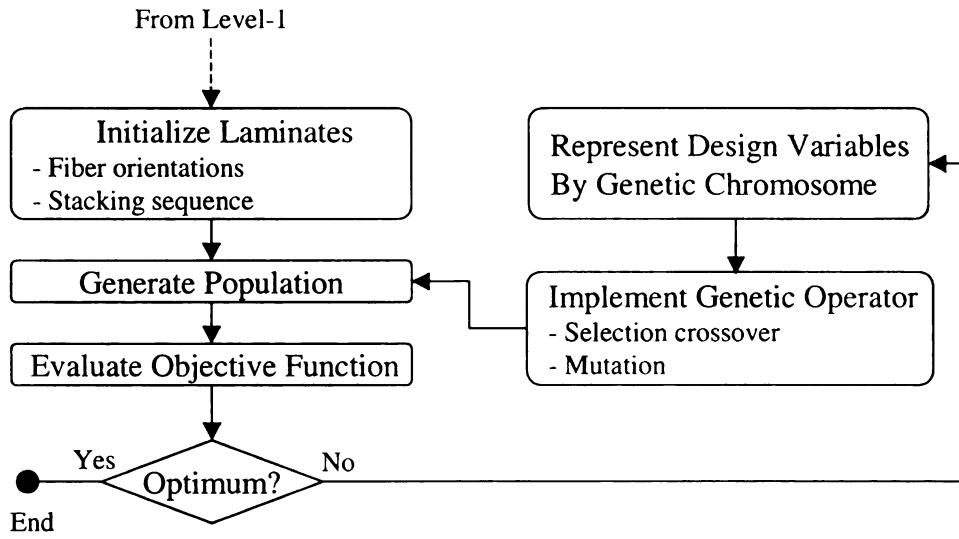 From Level-1
Initialize Laminates
- Fiber orientations
- Stacking sequence
Generate Population
Evaluate Objective Function
Yes
Optimum?
No
End
Represent Design Variables
By Genetic Chromosome
Implement Genetic Operator
- Selection crossover
- Mutation